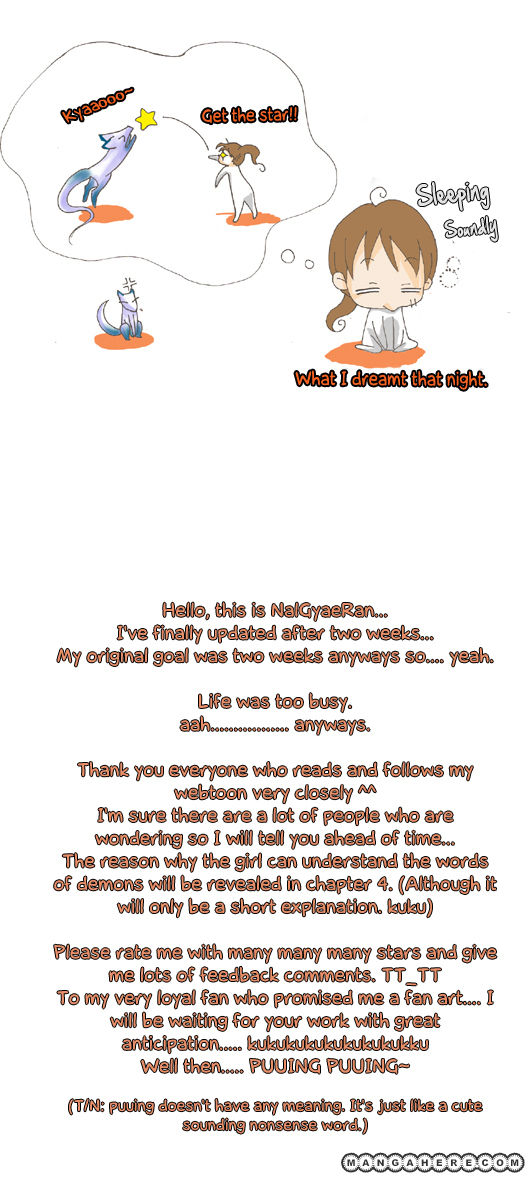 Kyaaooo~
Get the star!!
Sleeping
Soundly
What I dreamt that night.
Hello, this is NalGyaeRan...
I've finally updated after two weeks...
My original goal was two weeks anyways so.... yeah.
Life was too busy.
aah................. anyways.
Thank you everyone who reads and follows my
webtoon very closely ^^
I'm sure there are a lot of people who are
wondering so I will tell you ahead of time...
The reason why the girl can understand the words
of demons will be revealed in chapter 4. (Although it
will only be a short explanation. kuku)
Please rate me with many many many stars and give
me lots of feedback comments. TT_TT
To my very loyal fan who promised me a fan art.... I
will be waiting for your work with great
anticipation..... kukukukukukukukukukku
Well then..... PUUING PUUING~
(T/N: puuing doesn't have any meaning. It's just like a cute
sounding nonsense word.)
MANGAHERE.COM